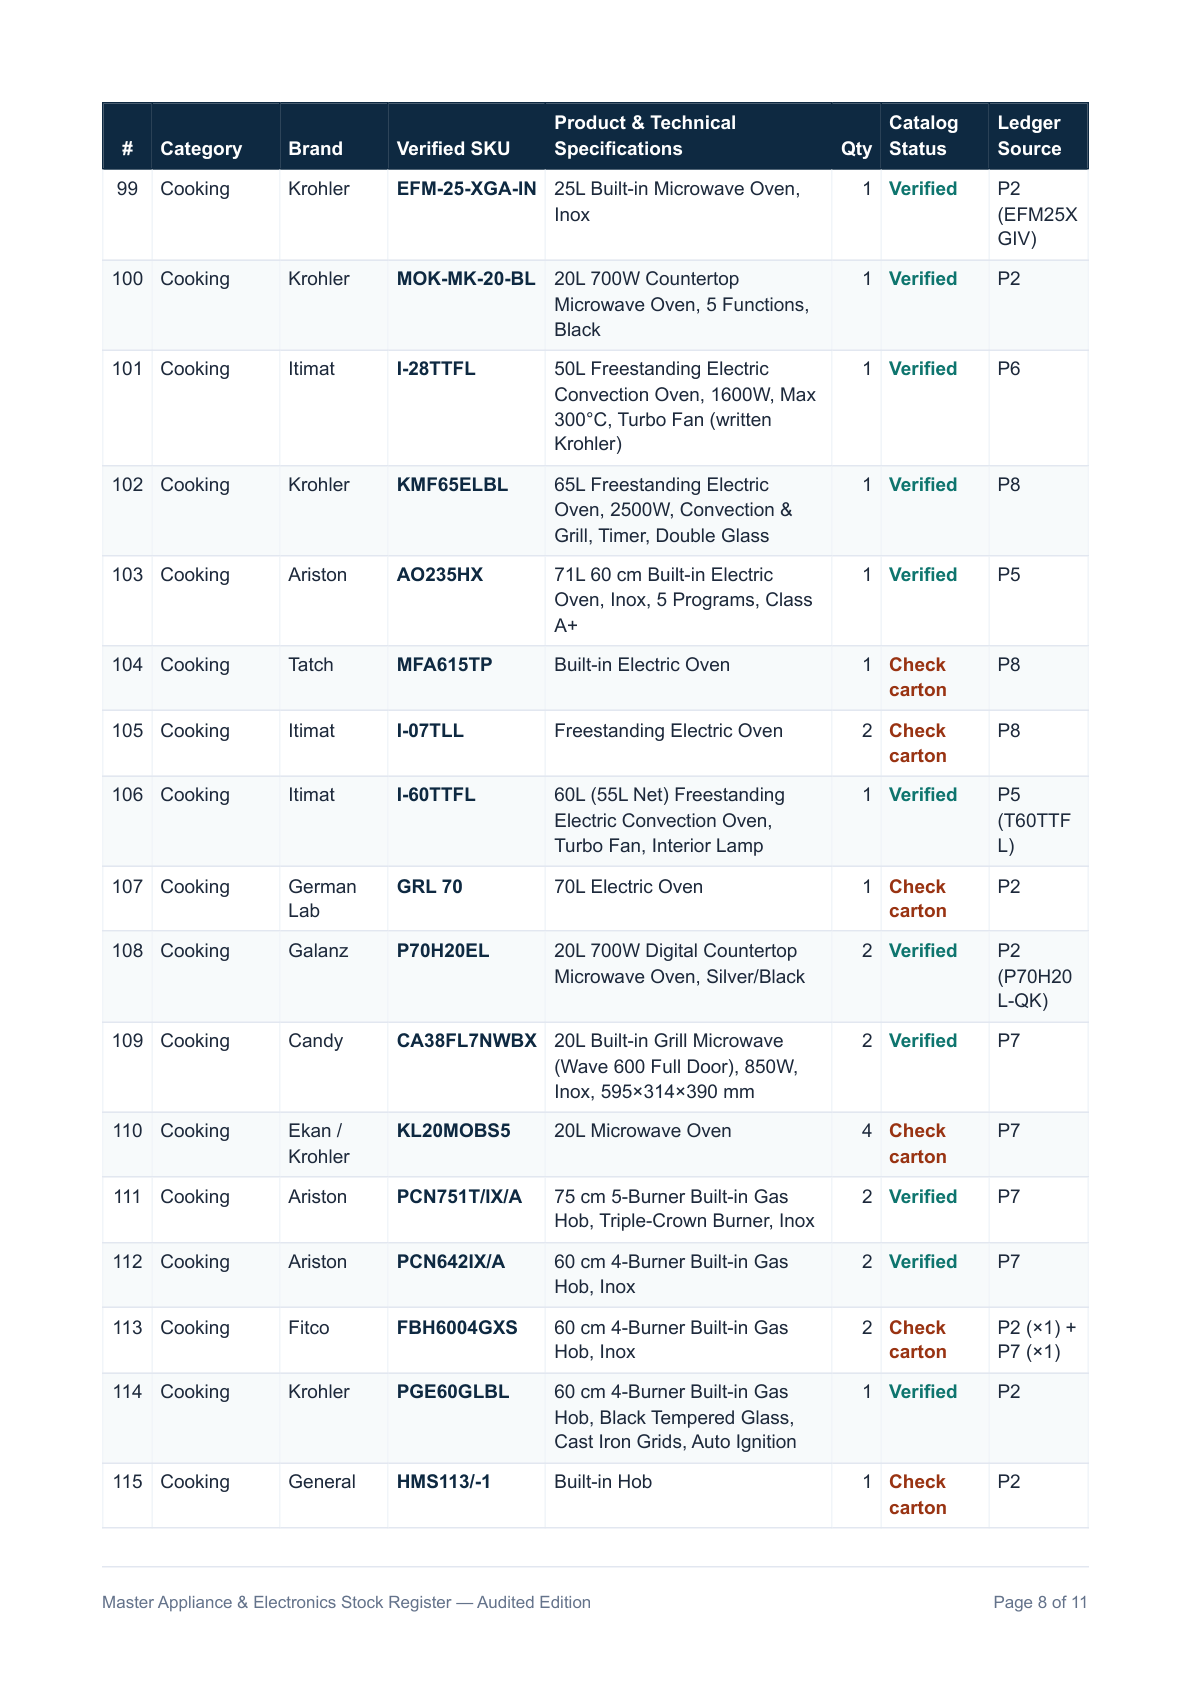 # Category Brand Verified SKU Product & Technical Specifications Qty Catalog Status Ledger Source
99 Cooking Krohler EFM-25-XGA-IN 25L Built-in Microwave Oven, 1 Verified P2
Inox (EFM25X
GIV)
100 Cooking Krohler MOK-MK-20-BL 20L 700W Countertop 1 Verified P2
Microwave Oven, 5 Functions,
Black
101 Cooking Itimat I-28TTFL 50L Freestanding Electric 1 Verified P6
Convection Oven, 1600W, Max
300°C, Turbo Fan (written
Krohler)
102 Cooking Krohler KMF65ELBL 65L Freestanding Electric 1 Verified P8
Oven, 2500W, Convection &
Grill, Timer, Double Glass
103 Cooking Ariston AO235HX 71L 60 cm Built-in Electric 1 Verified P5
Oven, Inox, 5 Programs, Class
A+
104 Cooking Tatch MFA615TP Built-in Electric Oven 1 Check P8
carton
105 Cooking Itimat I-07TLL Freestanding Electric Oven 2 Check P8
carton
106 Cooking Itimat I-60TTFL 60L (55L Net) Freestanding 1 Verified P5
Electric Convection Oven, (T60TTF
Turbo Fan, Interior Lamp L)
107 Cooking German GRL 70 70L Electric Oven 1 Check P2
Lab carton
108 Cooking Galanz P70H20EL 20L 700W Digital Countertop 2 Verified P2
Microwave Oven, Silver/Black (P70H20
L-QK)
109 Cooking Candy CA38FL7NWBX 20L Built-in Grill Microwave 2 Verified P7
(Wave 600 Full Door), 850W,
Inox, 595×314×390 mm
110 Cooking Ekan / KL20MOBS5 20L Microwave Oven 4 Check P7
Krohler carton
111 Cooking Ariston PCN751T/IX/A 75 cm 5-Burner Built-in Gas 2 Verified P7
Hob, Triple-Crown Burner, Inox
112 Cooking Ariston PCN642IX/A 60 cm 4-Burner Built-in Gas 2 Verified P7
Hob, Inox
113 Cooking Fitco FBH6004GXS 60 cm 4-Burner Built-in Gas 2 Check P2 (×1) +
Hob, Inox carton P7 (×1)
114 Cooking Krohler PGE60GLBL 60 cm 4-Burner Built-in Gas 1 Verified P2
Hob, Black Tempered Glass,
Cast Iron Grids, Auto Ignition
115 Cooking General HMS113/-1 Built-in Hob 1 Check P2
carton
Master Appliance & Electronics Stock Register — Audited Edition Page 8 of 11